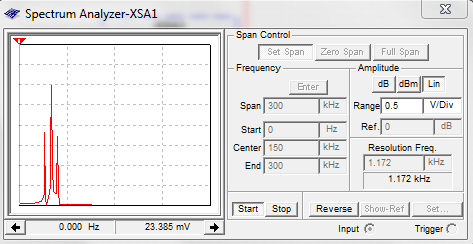 Spectrum Analyzer-XSA1
Span Control
Set Span Zero Span Full Span
Frequency
Enter
Span 300 kHz
Start 0 Hz
Center 150 kHz
End 300 kHz
Amplitude
dB dBm Lin
Range 0.5 V/Div
Ref. 0 dB
Resolution Freq.
1.172 kHz
1.172 kHz
Start Stop Reverse Show-Ref Set...
0.000 Hz 23.385 mV Input Trigger